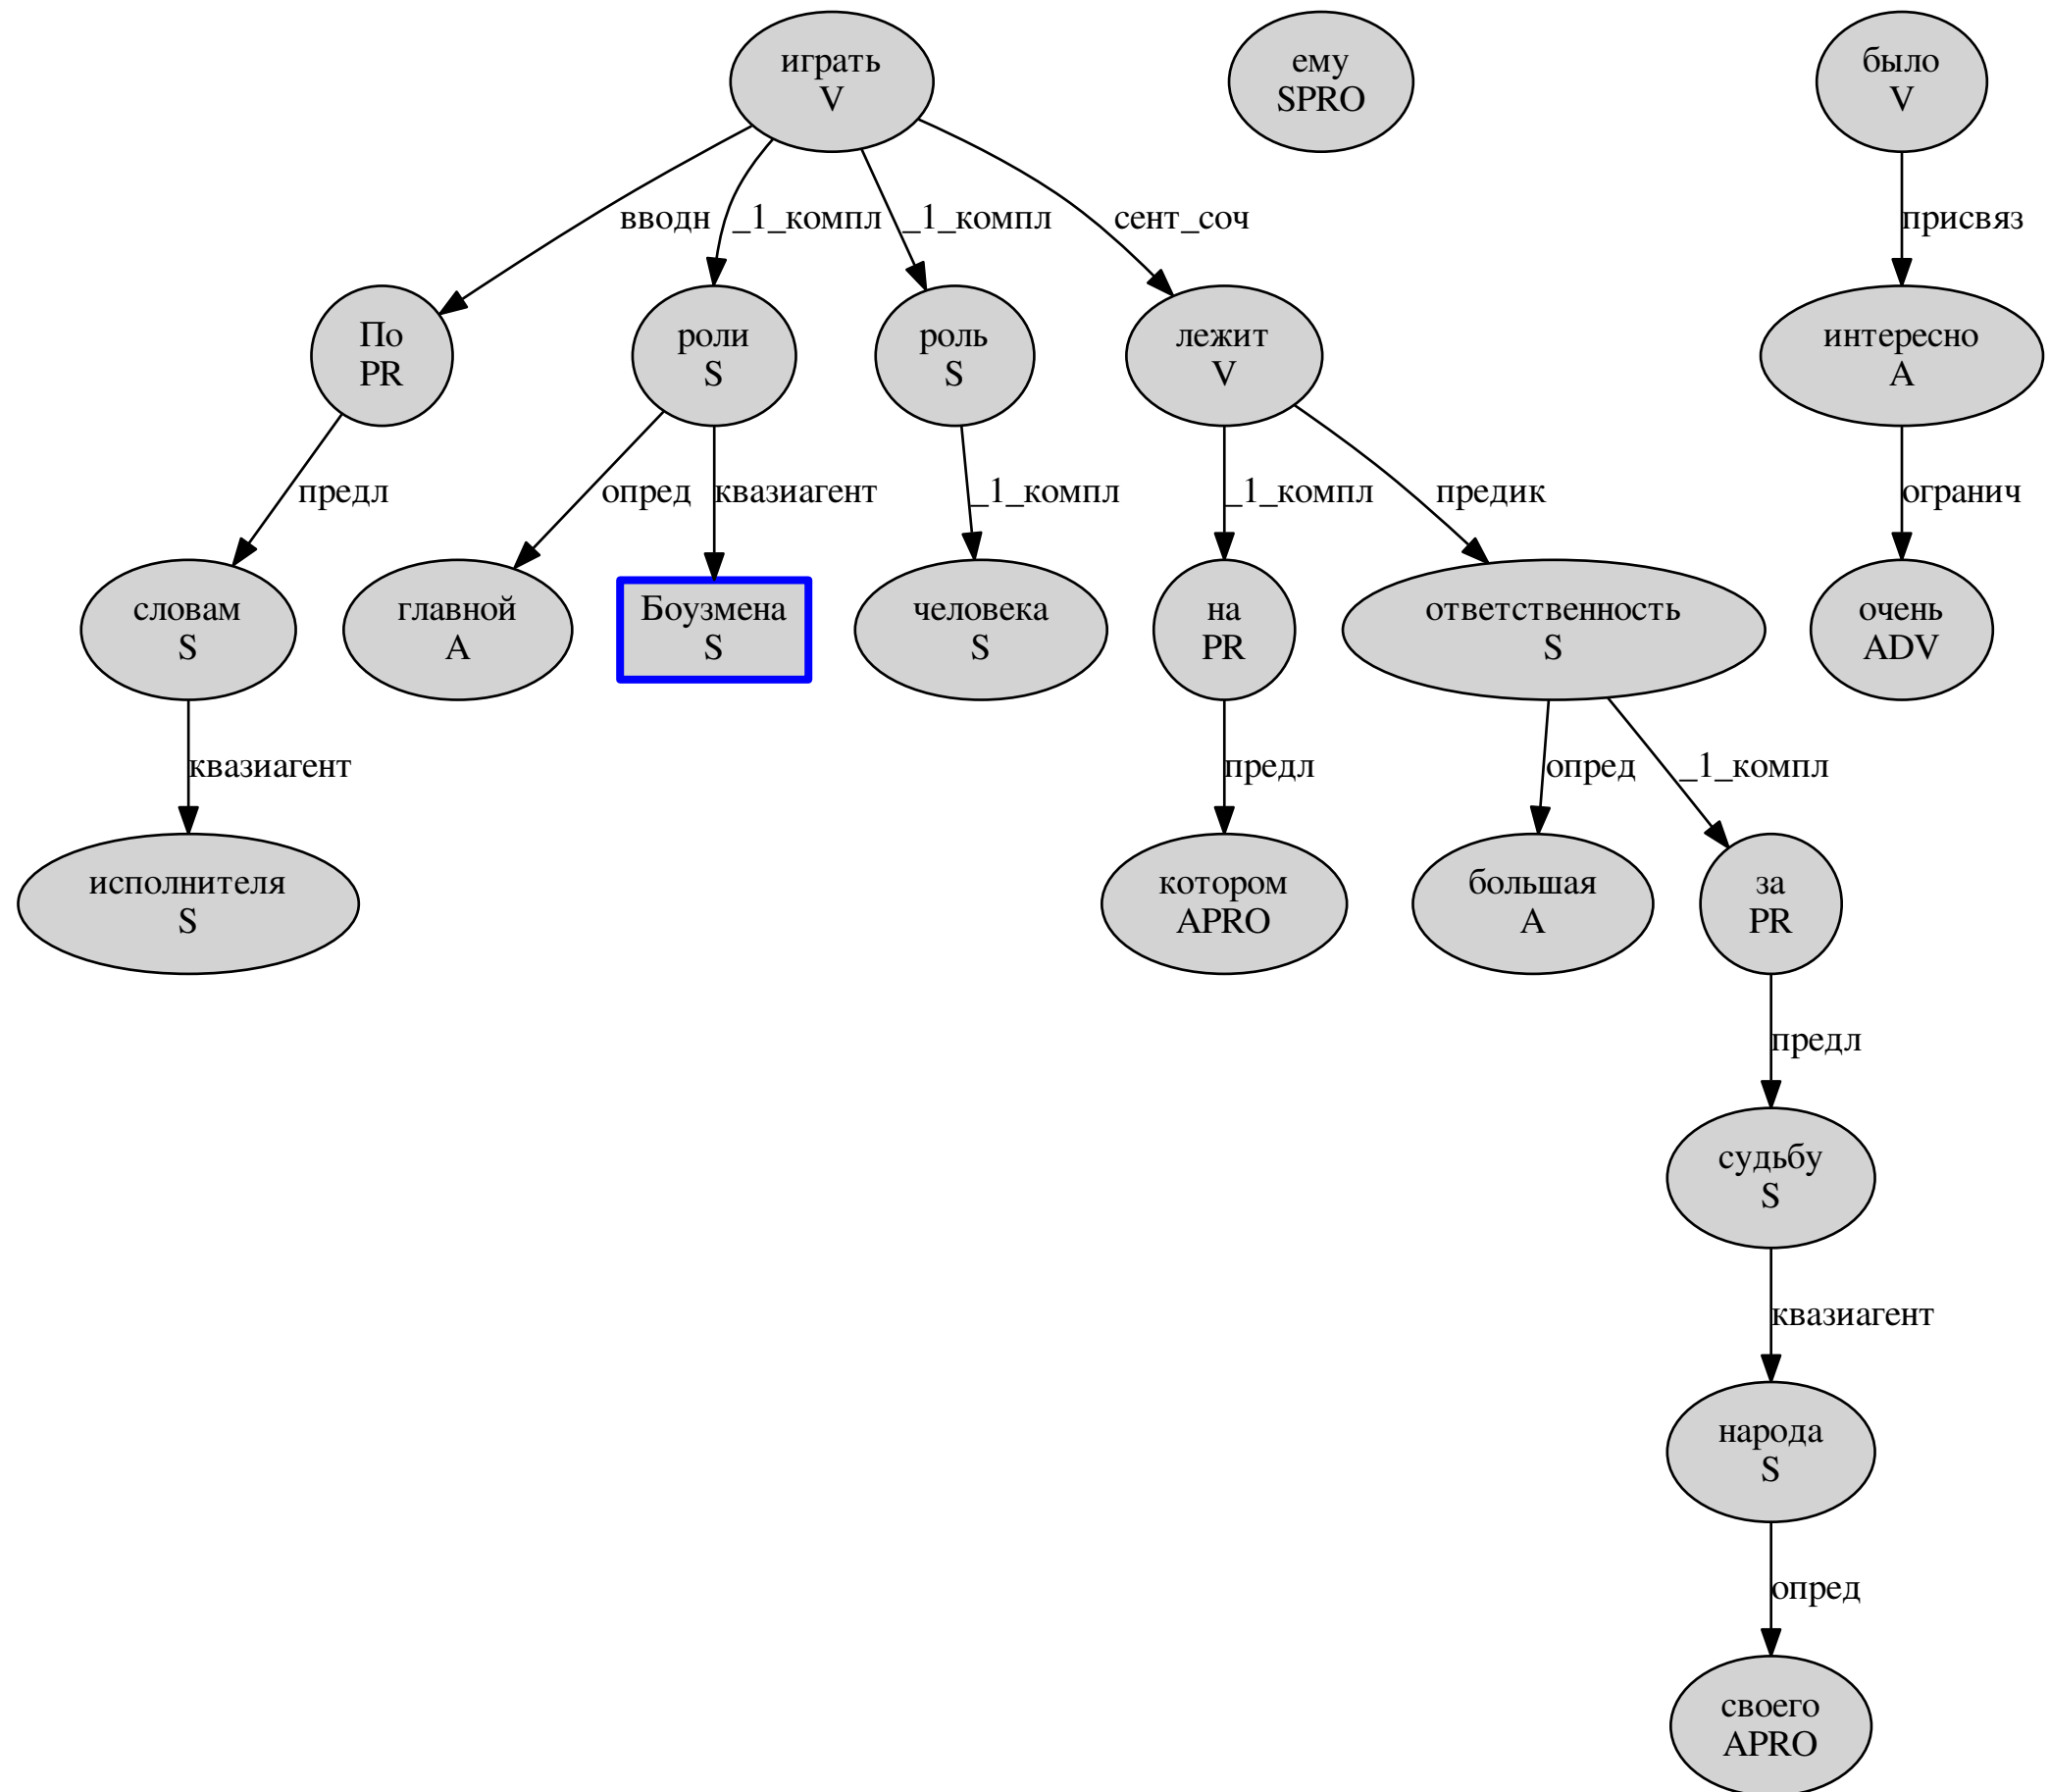 играть
V
ему
SPRO
было
V
вводн
_1_компл
_1_компл
сент_соч
присвяз
По
PR
роли
S
роль
S
лежит
V
интересно
A
предл
опред
квазиагент
_1_компл
_1_компл
предик
огранич
словам
S
главной
A
Боузмена
S
человека
S
на
PR
ответственность
S
очень
ADV
квазиагент
предл
опред
_1_компл
исполнителя
S
котором
APRO
большая
A
за
PR
предл
судьбу
S
квазиагент
народа
S
опред
своего
APRO